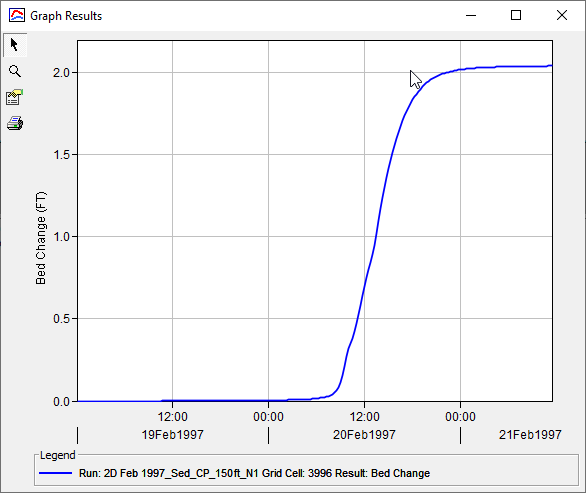 Graph Results
2.0
1.5
1.0
0.5
0.0
Bed Change (FT)
12:00 00:00 12:00 00:00
19Feb1997 20Feb1997 21Feb1997
Legend
Run: 2D Feb 1997_Sed_CP_150ft_N1 Grid Cell: 3996 Result: Bed Change